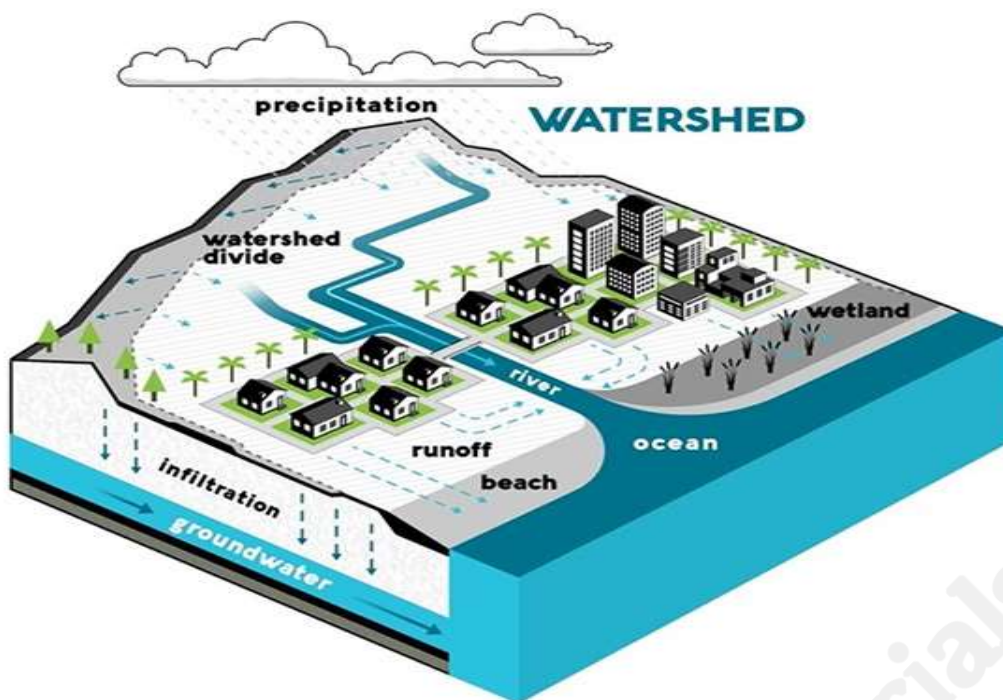 precipitation
WATERSHED
watershed
divide
wetland
river
ocean
runoff
beach
infiltration
groundwater